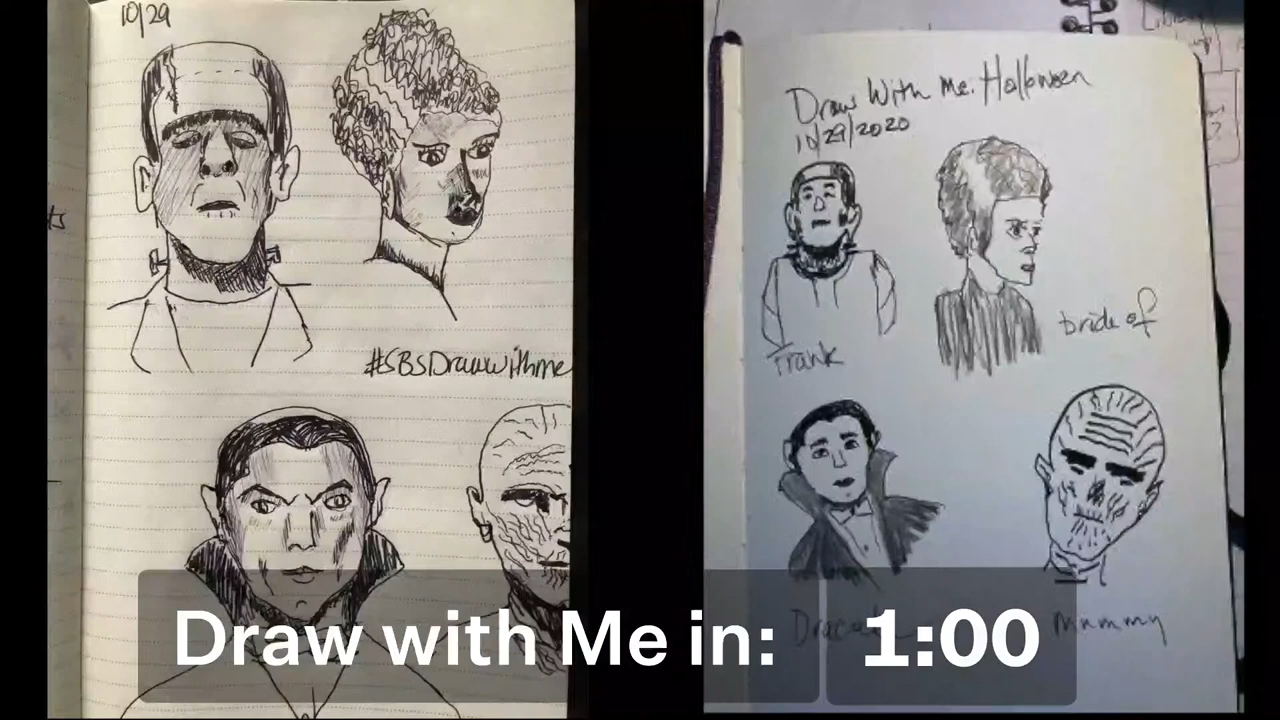 10/29
#SBSDrawwithme
Draw With Me. Halloween
10/29/2020
Frank
bride of
Mummy
Draw with Me in: 1:00